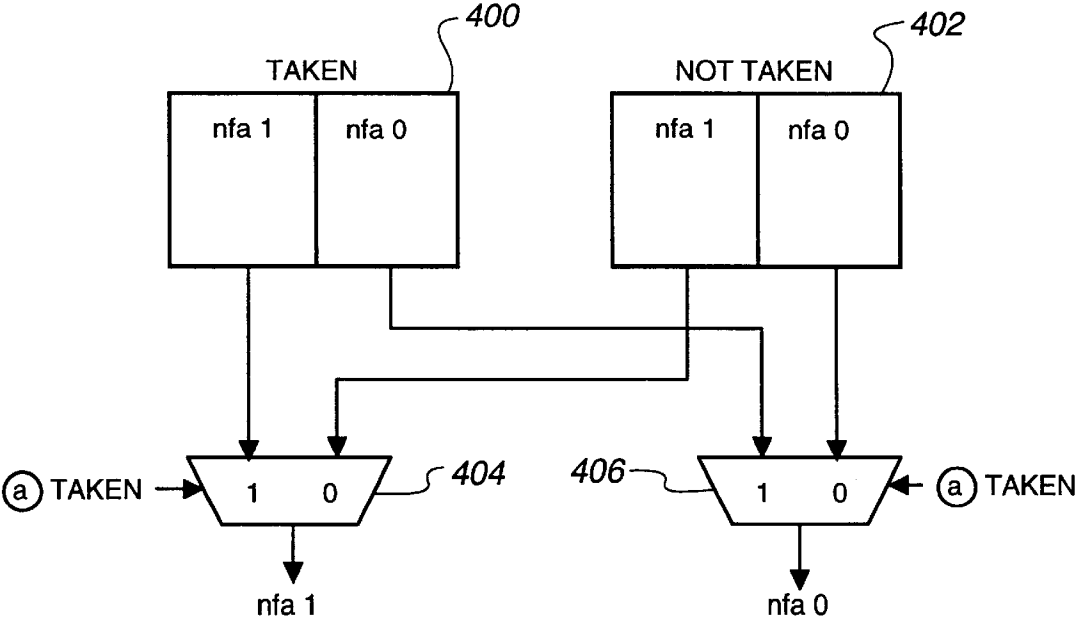 400
402
TAKEN
NOT TAKEN
nfa 1
nfa 0
nfa 1
nfa 0
a TAKEN
1 0
404
406
1 0
a TAKEN
nfa 1
nfa 0